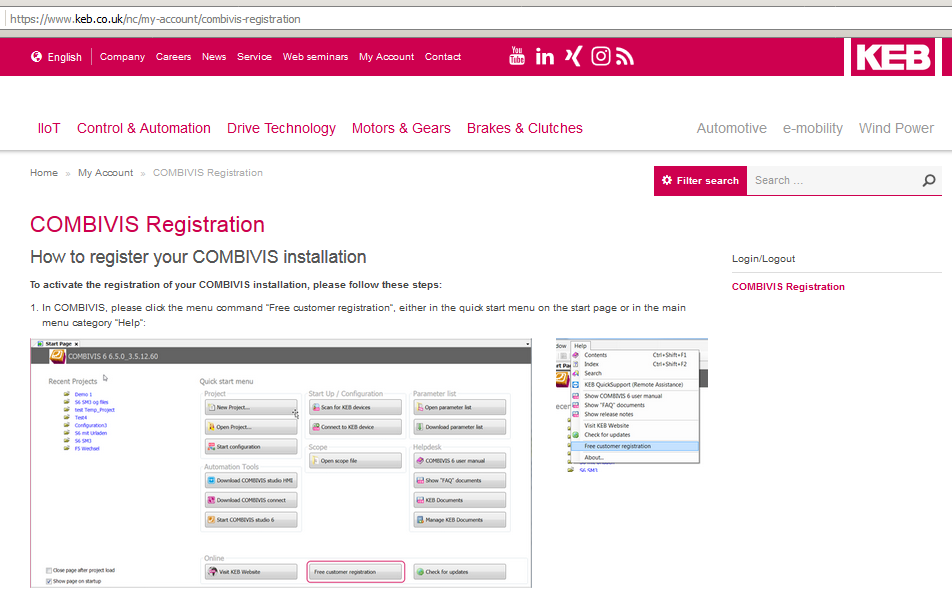 https://www.keb.co.uk/nc/my-account/combivis-registration
English Company Careers News Service Web seminars My Account Contact You Tube in KEB
IIoT Control & Automation Drive Technology Motors & Gears Brakes & Clutches Automotive e-mobility Wind Power
Home » My Account » COMBIVIS Registration
Filter search Search ...
COMBIVIS Registration
How to register your COMBIVIS installation
Login/Logout
To activate the registration of your COMBIVIS installation, please follow these steps:
COMBIVIS Registration
1. In COMBIVIS, please click the menu command "Free customer registration", either in the quick start menu on the start page or in the main
menu category "Help":
Start Page x
COMBIVIS 6 6.5.0_3.5.12.60
Recent Projects
Demo 1
S6 SM3 og files
test Temp_Project
Test4
Configuration3
S6 mit Urladen
S6 SM3
F5 Wechsel
Close page after project load
Show page on startup
Quick start menu
Project
New Project...
Open Project...
Start configuration
Automation Tools
Download COMBIVIS studio HMI
Download COMBIVIS connect
Start COMBIVIS studio 6
Online
Visit KEB Website
Start Up / Configuration
Scan for KEB devices
Connect to KEB device
Scope
Open scope file
Free customer registration
Parameter list
Open parameter list
Download parameter list
Helpdesk
COMBIVIS 6 user manual
Show "FAQ" documents
KEB Documents
Manage KEB Documents
Check for updates
dow Help
Contents Ctrl+Shift+F1
Index Ctrl+Shift+F2
Search
KEB QuickSupport (Remote Assistance)
Show COMBIVIS 6 user manual
Show "FAQ" documents
Show release notes
Visit KEB Website
Check for updates
Free customer registration
About...
S6 SM3